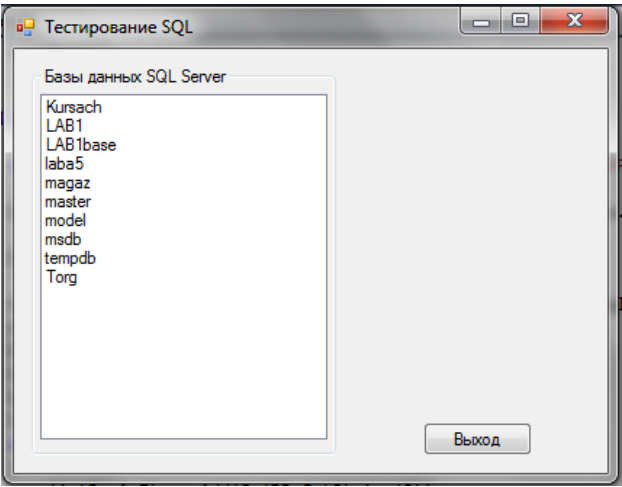 Тестирование SQL
Базы данных SQL Server
Kursach
LAB1
LAB1base
laba5
magaz
master
model
msdb
tempdb
Torg
Выход